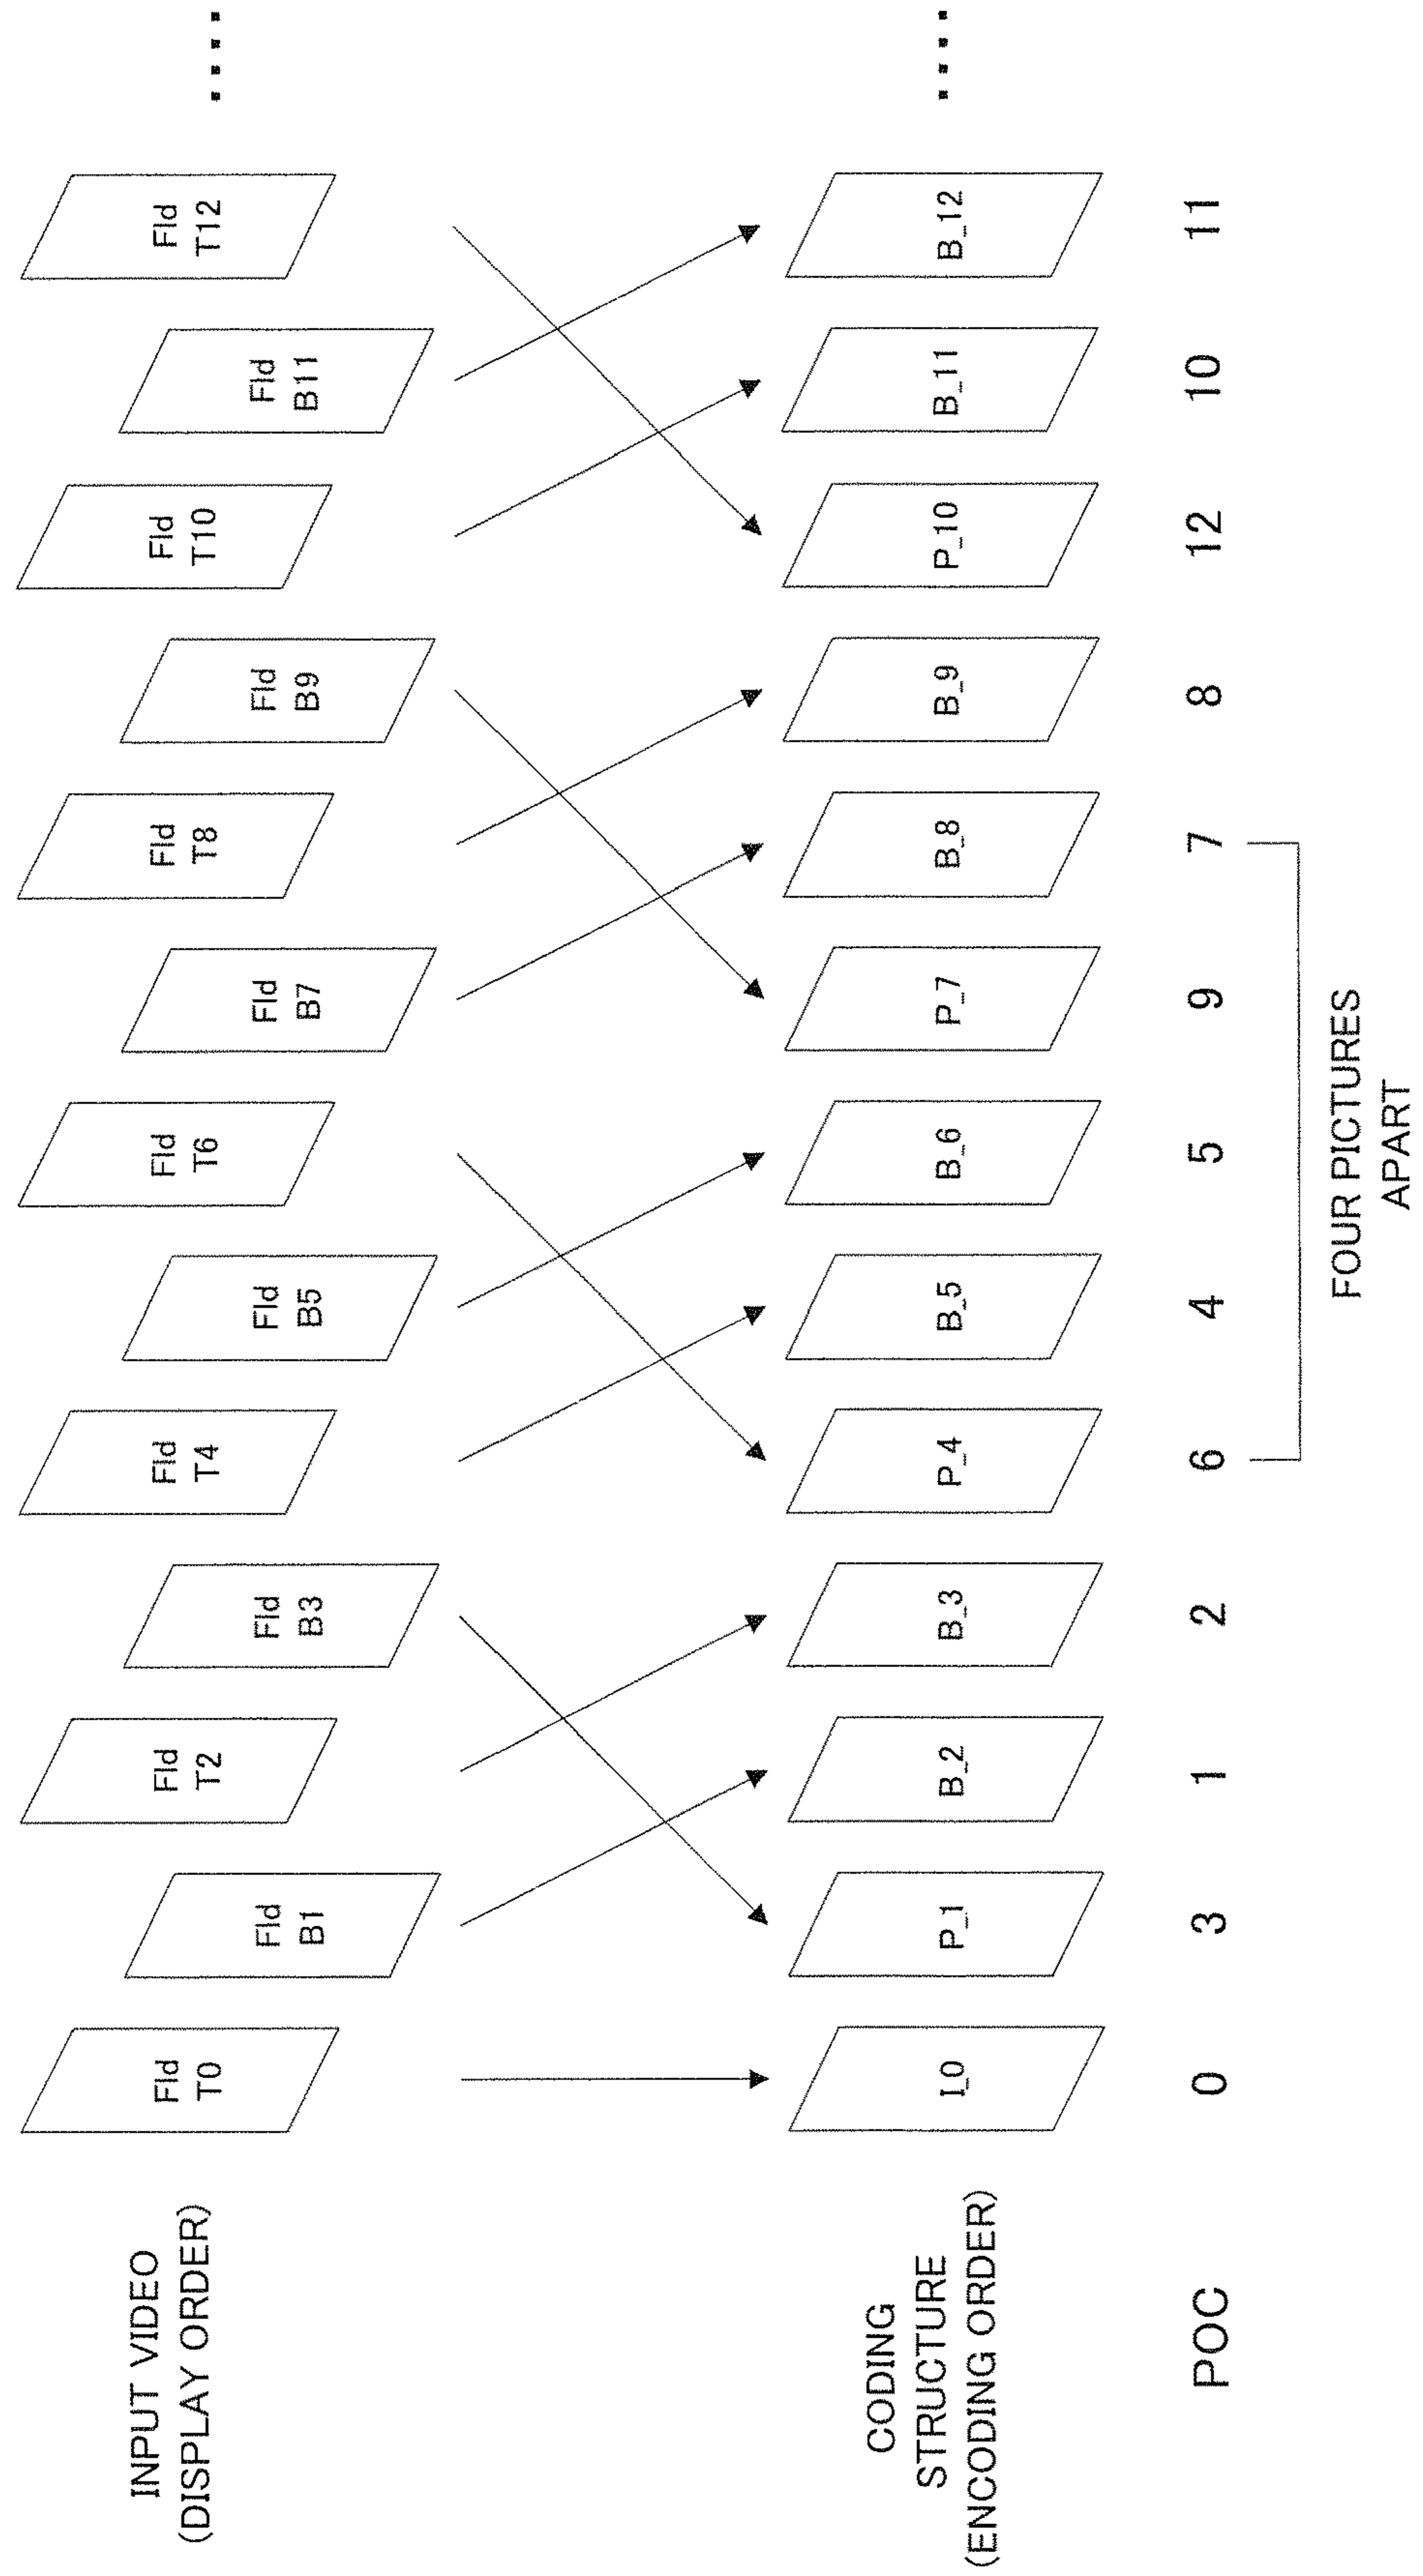 INPUT VIDEO
(DISPLAY ORDER)
Fld
T0
Fld
B1
Fld
T2
Fld
B3
Fld
T4
Fld
B5
Fld
T6
Fld
B7
Fld
T8
Fld
B9
Fld
T10
Fld
B11
Fld
T12
CODING
STRUCTURE
(ENCODING ORDER)
I_0
P_1
B_2
B_3
P_4
B_5
B_6
P_7
B_8
B_9
P_10
B_11
B_12
POC 0 3 1 2 6 4 5 9 7 8 12 10 11
FOUR PICTURES
APART